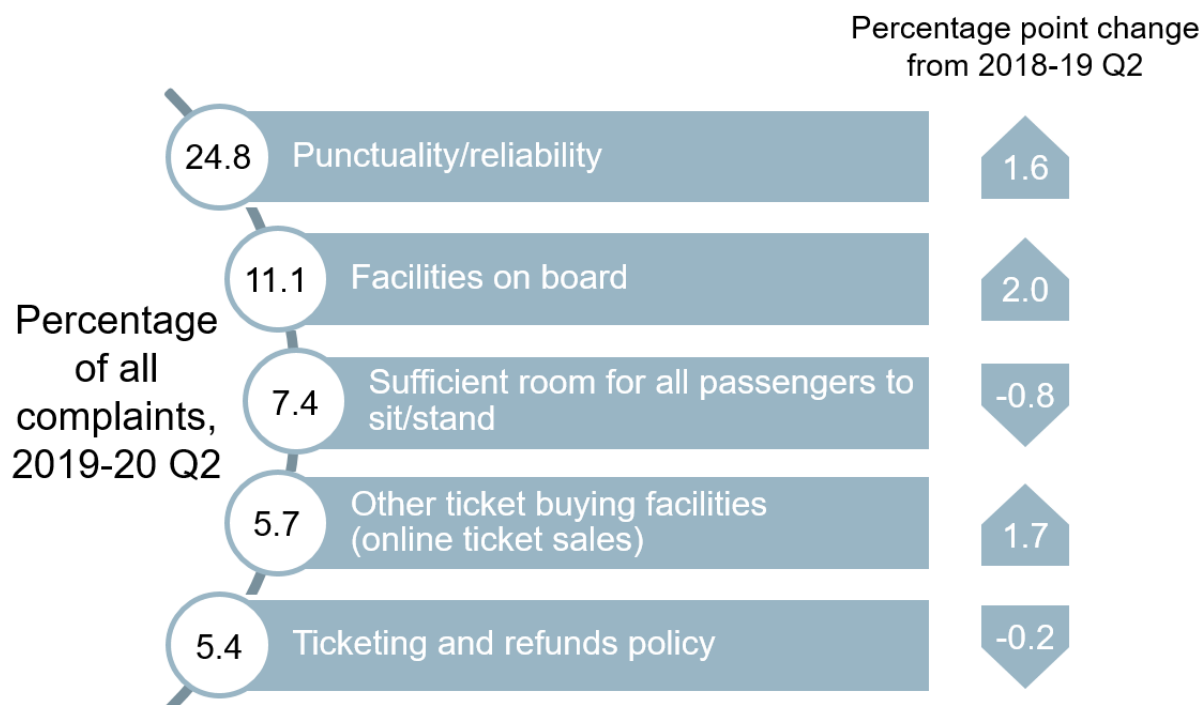 Percentage point change
from 2018-19 Q2
24.8
Punctuality/reliability
1.6
11.1
Facilities on board
2.0
Percentage
of all
complaints,
2019-20 Q2
7.4
Sufficient room for all passengers to
sit/stand
-0.8
5.7
Other ticket buying facilities
(online ticket sales)
1.7
5.4
Ticketing and refunds policy
-0.2